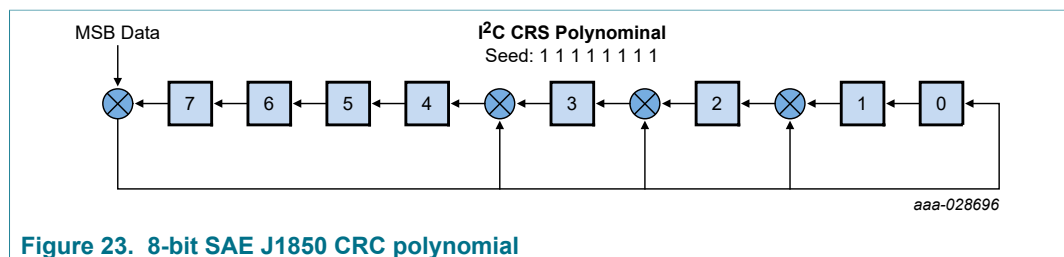 MSB Data
I²C CRS Polynominal
Seed: 1 1 1 1 1 1 1 1
7 6 5 4 3 2 1 0
aaa-028696
Figure 23. 8-bit SAE J1850 CRC polynomial